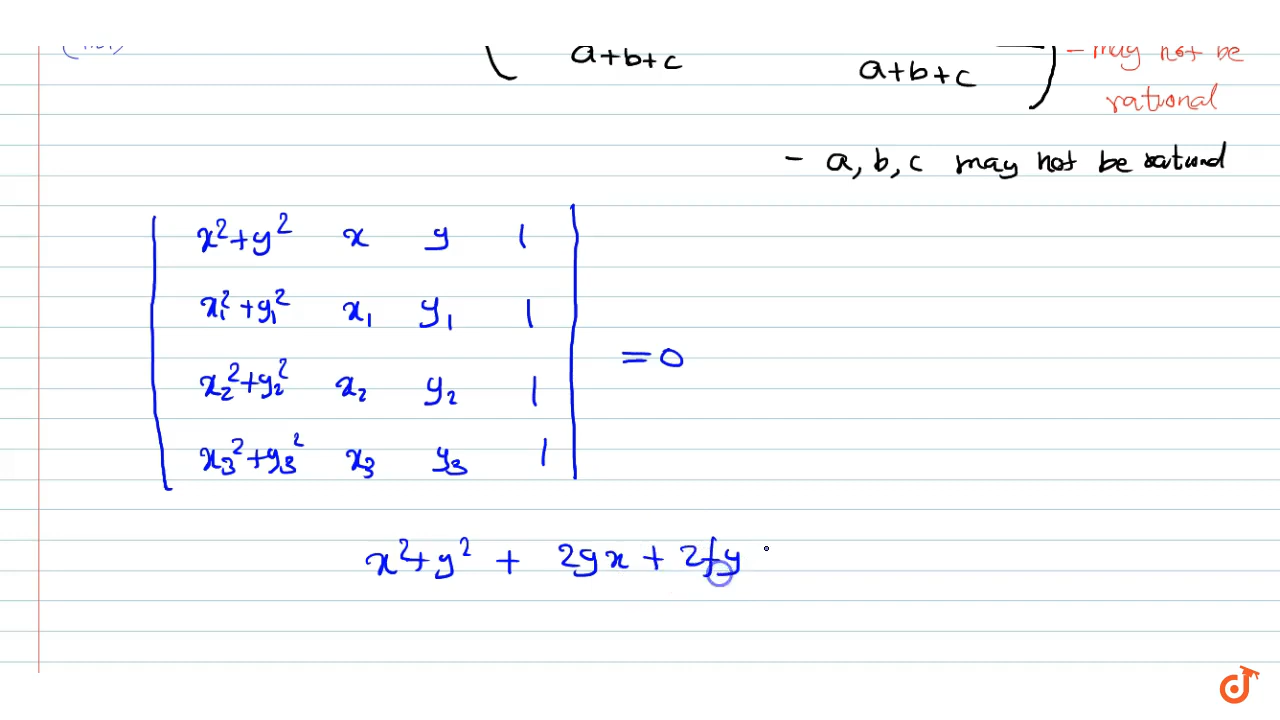 a+b+c
a+b+c
- may not be
rational
- a, b, c may not be
x²+y² x y 1
x₁²+y₁² x₁ y₁ 1
x₂²+y₂² x₂ y₂ 1
= 0
x₃²+y₃² x₃ y₃ 1
x²+y² + 2gx + 2fy